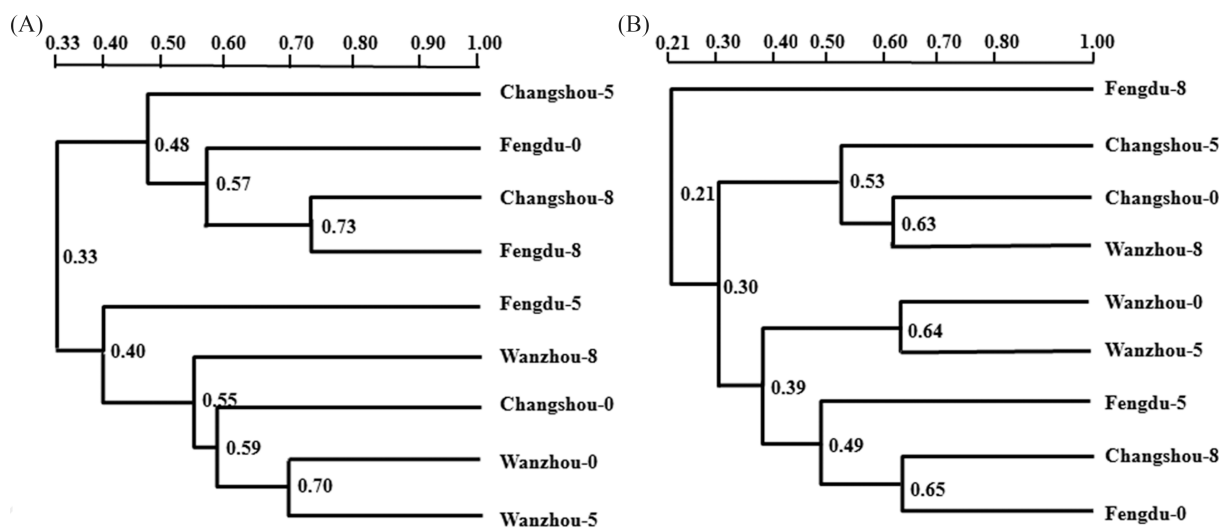 (A)
0.33 0.40 0.50 0.60 0.70 0.80 0.90 1.00
Changshou-5
0.48
Fengdu-0
0.57
Changshou-8
0.73
Fengdu-8
0.33
Fengdu-5
0.40
Wanzhou-8
0.55
Changshou-0
0.59
Wanzhou-0
0.70
Wanzhou-5
(B)
0.21 0.30 0.40 0.50 0.60 0.70 0.80 1.00
Fengdu-8
Changshou-5
0.53
0.21
Changshou-0
0.63
Wanzhou-8
0.30
Wanzhou-0
0.64
Wanzhou-5
0.39
Fengdu-5
0.49
Changshou-8
0.65
Fengdu-0